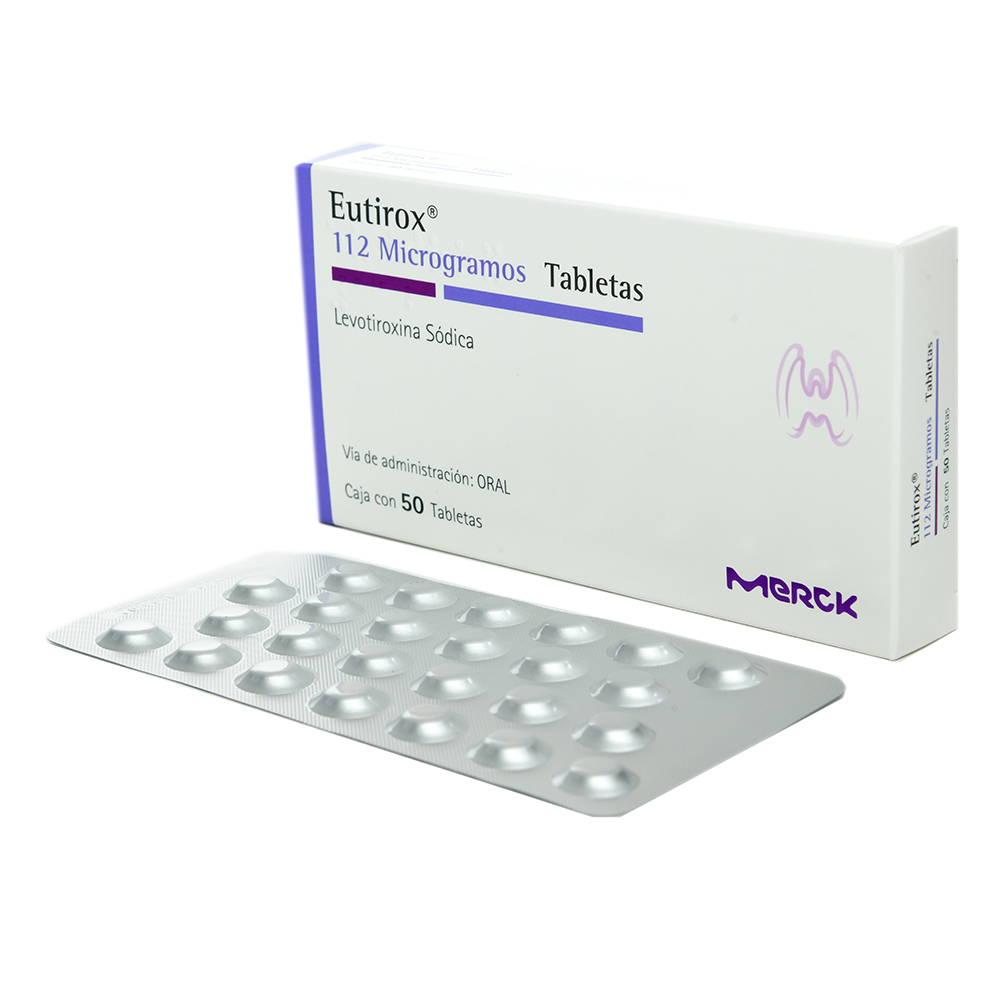 Eutirox®
112 Microgramos Tabletas
Levotiroxina Sódica
Vía de administración: ORAL
Caja con 50 Tabletas
MERCK
Eutirox®
112 Microgramos Tabletas
Caja con 50 Tabletas